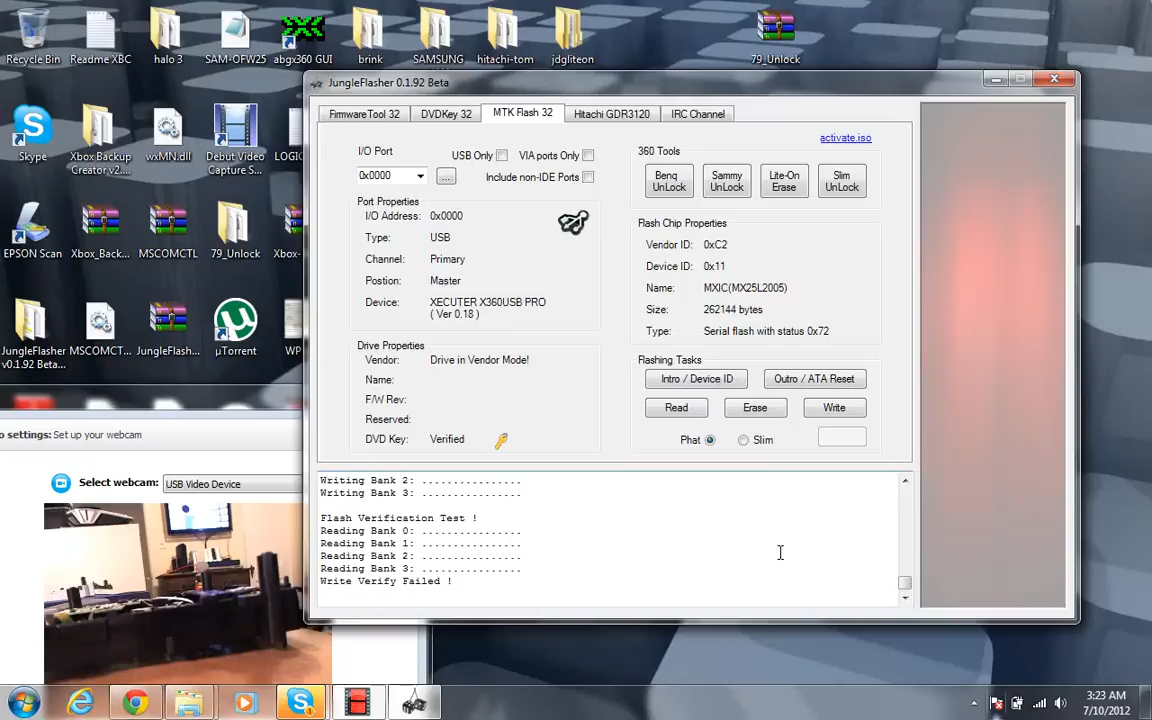 Recycle Bin
Readme XBC
halo 3
SAM-OFW25
abgx360 GUI
brink
SAMSUNG
hitachi-tom
jdgliteon
79_Unlock
Skype
Xbox Backup
Creator v2....
wxMN.dll
Debut Video
Capture S...
LOGIC
EPSON Scan
Xbox_Back...
MSCOMCTL
79_Unlock
Xbox-
JungleFlasher
v0.1.92 Beta...
MSCOMCT...
JungleFlash...
µTorrent
WP
JungleFlasher 0.1.92 Beta
FirmwareTool 32
DVDKey 32
MTK Flash 32
Hitachi GDR3120
IRC Channel
activate.iso
I/O Port
USB Only
VIA ports Only
0x0000
...
Include non-IDE Ports
360 Tools
Benq
UnLock
Sammy
UnLock
Lite-On
Erase
Slim
UnLock
Port Properties
I/O Address: 0x0000
Type: USB
Channel: Primary
Postion: Master
Device: XECUTER X360USB PRO
( Ver 0.18 )
Flash Chip Properties
Vendor ID: 0xC2
Device ID: 0x11
Name: MXIC(MX25L2005)
Size: 262144 bytes
Type: Serial flash with status 0x72
Drive Properties
Vendor: Drive in Vendor Mode!
Name:
F/W Rev:
Reserved:
DVD Key: Verified
Flashing Tasks
Intro / Device ID
Outro / ATA Reset
Read
Erase
Write
Phat
Slim
Writing Bank 2: ................
Writing Bank 3: ................
Flash Verification Test !
Reading Bank 0: ................
Reading Bank 1: ................
Reading Bank 2: ................
Reading Bank 3: ................
Write Verify Failed !
o settings: Set up your webcam
Select webcam: USB Video Device
3:23 AM
7/10/2012